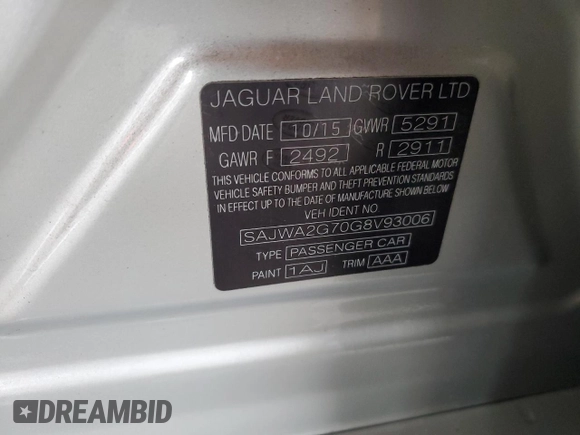 JAGUAR LAND ROVER LTD
MFD DATE 10/15 GVWR 5291
GAWR F 2492 R 2911
THIS VEHICLE CONFORMS TO ALL APPLICABLE FEDERAL MOTOR
VEHICLE SAFETY BUMPER AND THEFT PREVENTION STANDARDS
IN EFFECT UP TO THE DATE OF MANUFACTURE SHOWN BELOW
VEH IDENT NO
SAJWA2G70G8V93006
TYPE PASSENGER CAR
PAINT 1AJ TRIM AAA
DREAMBID